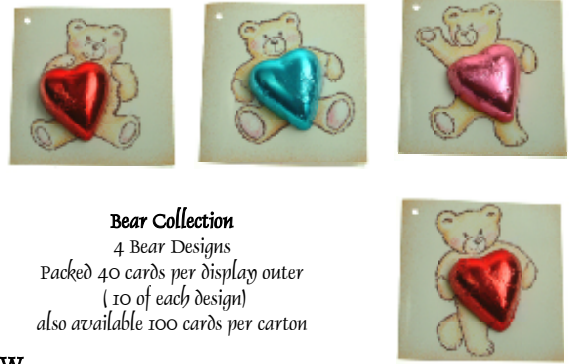 Bear Collection
4 Bear Designs
Packed 40 cards per display outer
( 10 of each design)
also available 100 cards per carton
w